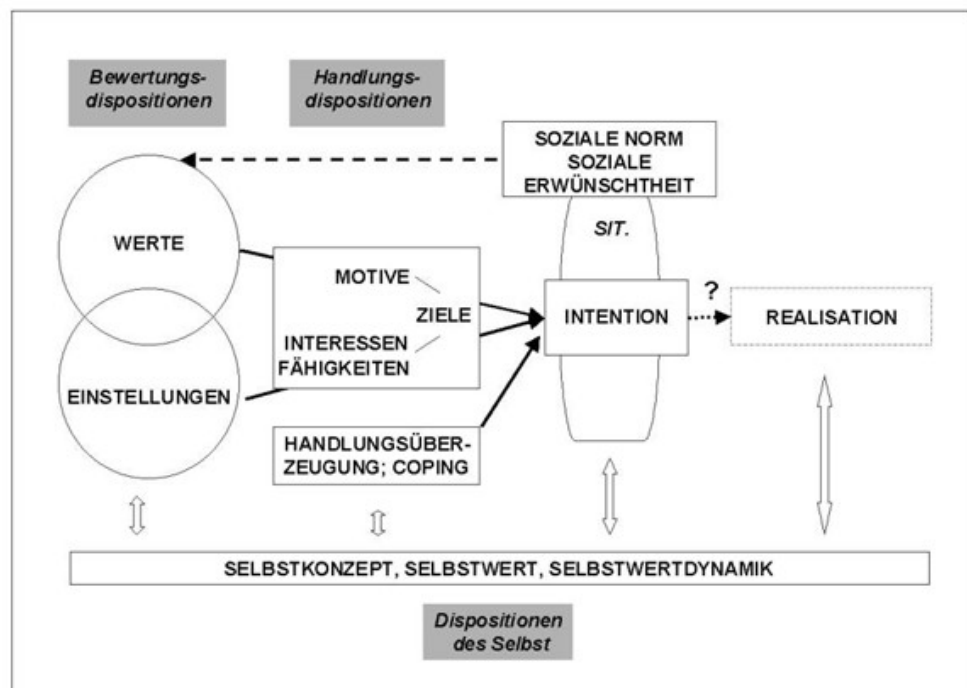 Bewertungs-
dispositionen
Handlungs-
dispositionen
SOZIALE NORM
SOZIALE
ERWÜNSCHTHEIT
SIT.
WERTE
MOTIVE
ZIELE
INTERESSEN
FÄHIGKEITEN
INTENTION
?
REALISATION
EINSTELLUNGEN
HANDLUNGSÜBER-
ZEUGUNG; COPING
SELBSTKONZEPT, SELBSTWERT, SELBSTWERTDYNAMIK
Dispositionen
des Selbst